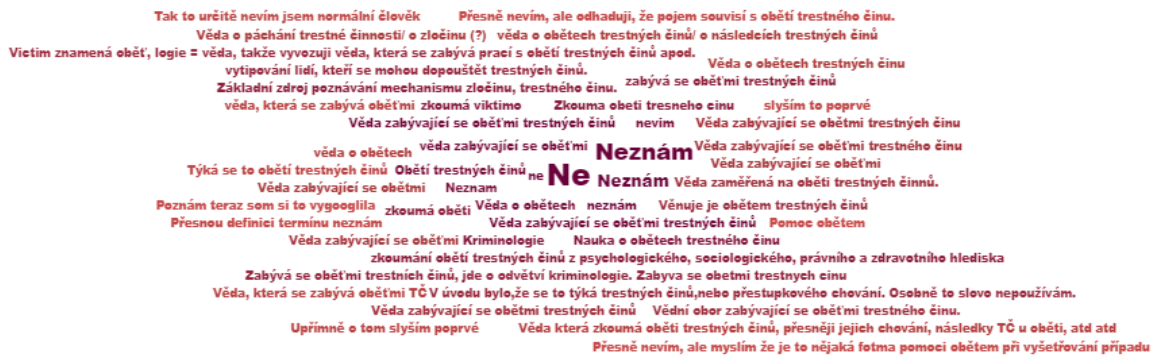 Tak to určitě nevím jsem normální člověk Přesně nevím, ale odhaduji, že pojem souvisí s obětí trestného činu.
Věda o páchání trestné činnosti/ o zločinu (?) věda o obětech trestných činů/ o následcích trestných činů
Victim znamená oběť, logie = věda, takže vyvozuji věda, která se zabývá prací s obětí trestných činů apod.
Věda o obětech trestných činu
vytipování lidí, kteří se mohou dopouštět trestných činů.
zabývá se oběťmi trestných činů
Základní zdroj poznávání mechanismu zločinu, trestného činu.
věda, která se zabývá oběťmi zkoumá viktimo Zkouma obeti tresneho cinu slyším to poprvé
Věda zabývající se oběťmi trestných činů nevim Věda zabývající se obětmi trestných činu
věda o obětech věda zabývající se oběťmi Neznám Věda zabývající se oběťmi trestného činu
Věda zabývající se oběťmi
Týká se to obětí trestných činů Obětí trestných činů ne Ne Neznám Věda zaměřená na oběti trestných činnů.
Věda zabývající se obětmi Neznam
Poznám teraz som si to vygooglila zkoumá oběti Věda o obětech neznám Věnuje je obětem trestných činů
Přesnou definici termínu neznám Věda zabývající se oběťmi trestných činů Pomoc obětem
Věda zabývající se oběťmi Kriminologie Nauka o obětech trestného činu
zkoumání obětí trestných činů z psychologického, sociologického, právního a zdravotního hlediska
Zabývá se oběťmi trestních činů, jde o odvětví kriminologie. Zabyva se obetmi trestnych cinu
Věda, která se zabývá oběťmi TČ V úvodu bylo,že se to týká trestných činů,nebo přestupkového chování. Osobně to slovo nepoužívám.
Věda zabývající se obětmi trestných činů Vědní obor zabývající se oběťmi trestného činu.
Upřímně o tom slyším poprvé Věda která zkoumá oběti trestných činů, přesněji jejich chování, následky TČ u oběti, atd atd
Přesně nevím, ale myslím že je to nějaká fotma pomoci obětem při vyšetřování případu